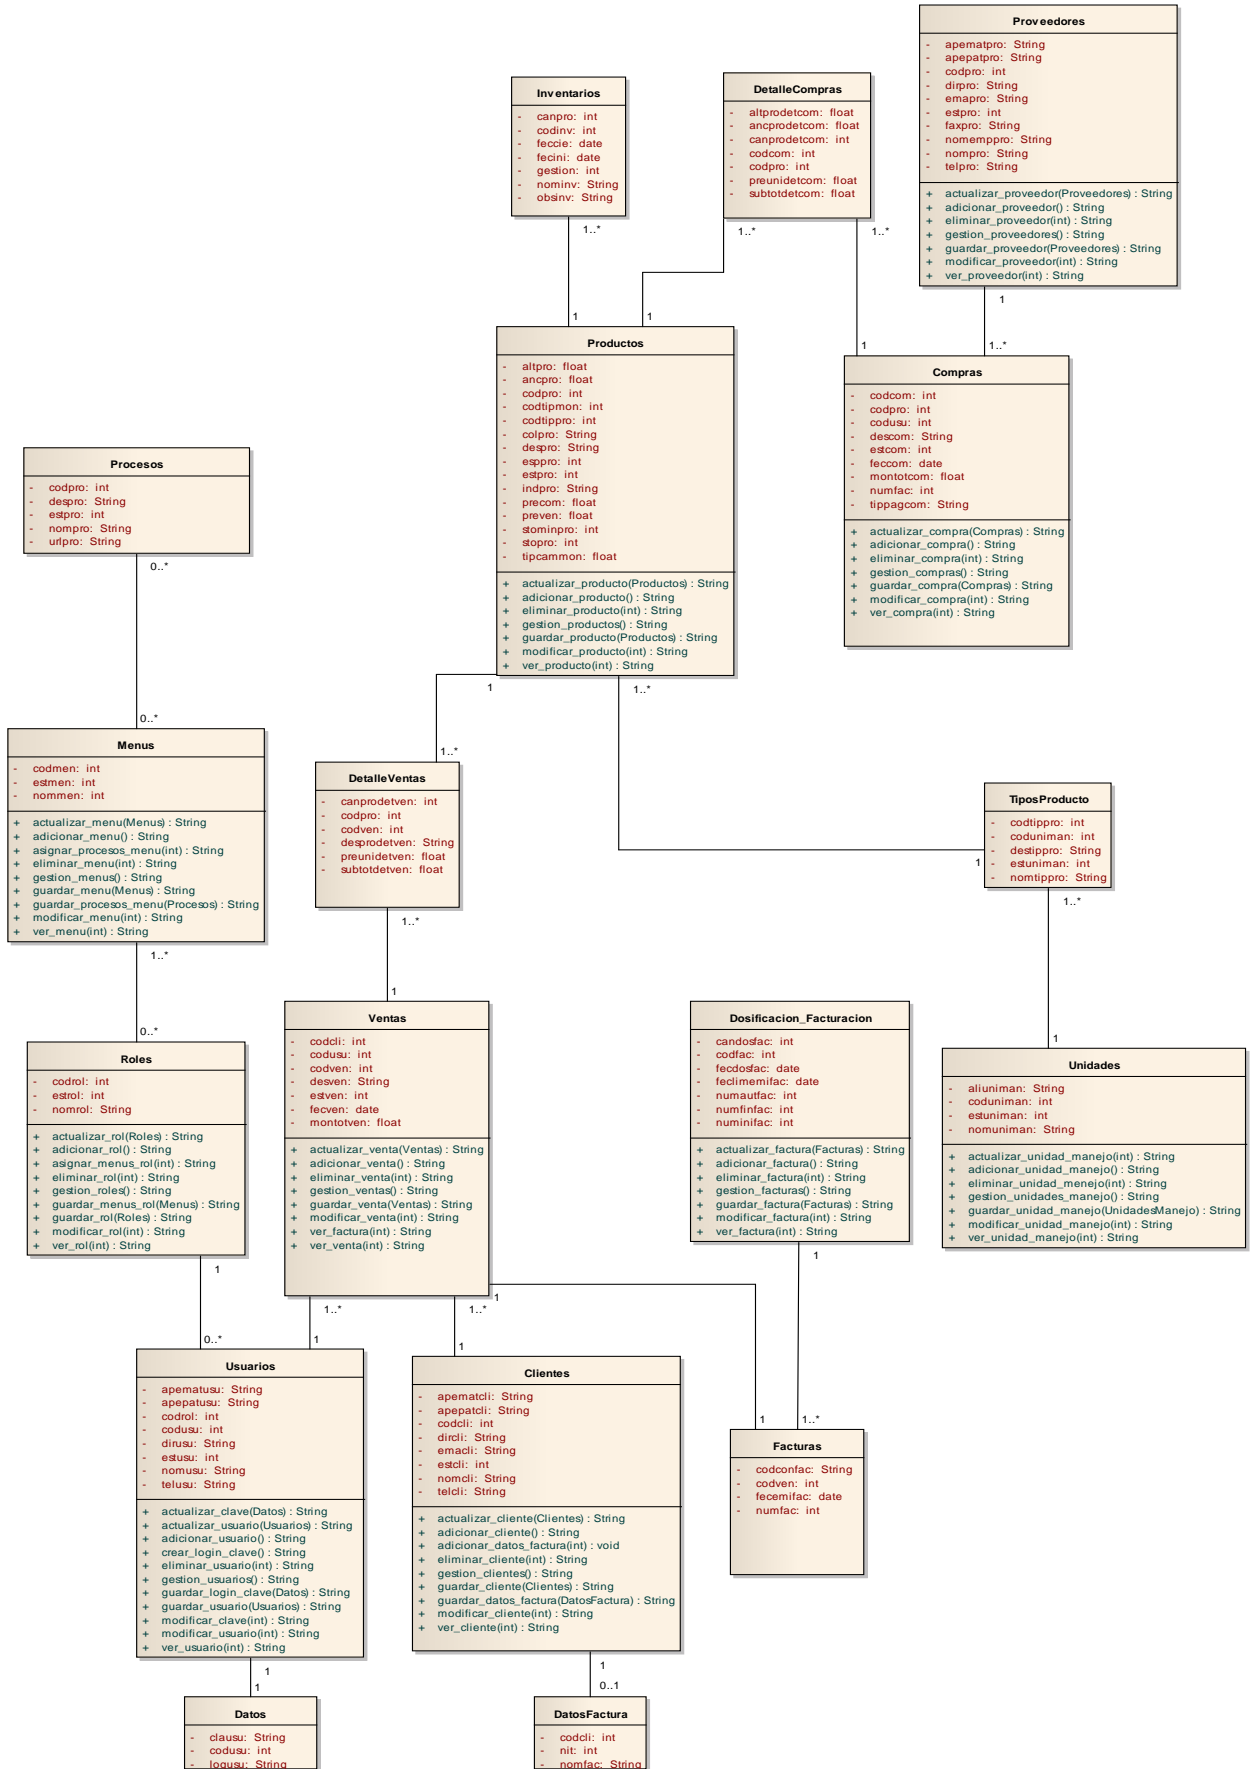 Proveedores
- apematpro: String
- apepatpro: String
- codpro: int
- dirpro: String
- emapro: String
- estpro: int
- faxpro: String
- nomemppro: String
- nompro: String
- telpro: String
+ actualizar_proveedor(Proveedores) : String
+ adicionar_proveedor() : String
+ eliminar_proveedor(int) : String
+ gestion_proveedores() : String
+ guardar_proveedor(Proveedores) : String
+ modificar_proveedor(int) : String
+ ver_proveedor(int) : String
1
1..*
Inventarios
- canpro: int
- codinv: int
- feccie: date
- fecini: date
- gestion: int
- nominv: String
- obsinv: String
1..*
1
DetalleCompras
- altprodetcom: float
- ancprodetcom: float
- canprodetcom: int
- codcom: int
- codpro: int
- preunidetcom: float
- subtotdetcom: float
1..*
1..*
1
1
Productos
- altpro: float
- ancpro: float
- codpro: int
- codtipmon: int
- codtippro: int
- colpro: String
- despro: String
- esppro: int
- estpro: int
- indpro: String
- precom: float
- preven: float
- stominpro: int
- stopro: int
- tipcammon: float
+ actualizar_producto(Productos) : String
+ adicionar_producto() : String
+ eliminar_producto(int) : String
+ gestion_productos() : String
+ guardar_producto(Productos) : String
+ modificar_producto(int) : String
+ ver_producto(int) : String
1
1..*
Compras
- codcom: int
- codpro: int
- codusu: int
- descom: String
- estcom: int
- feccom: date
- montotcom: float
- numfac: int
- tippagcom: String
+ actualizar_compra(Compras) : String
+ adicionar_compra() : String
+ eliminar_compra(int) : String
+ gestion_compras() : String
+ guardar_compra(Compras) : String
+ modificar_compra(int) : String
+ ver_compra(int) : String
Procesos
- codpro: int
- despro: String
- estpro: int
- nompro: String
- urlpro: String
0..*
0..*
Menus
- codmen: int
- estmen: int
- nommen: int
+ actualizar_menu(Menus) : String
+ adicionar_menu() : String
+ asignar_procesos_menu(int) : String
+ eliminar_menu(int) : String
+ gestion_menus() : String
+ guardar_menu(Menus) : String
+ guardar_procesos_menu(Procesos) : String
+ modificar_menu(int) : String
+ ver_menu(int) : String
1..*
0..*
1..*
DetalleVentas
- canprodetven: int
- codpro: int
- codven: int
- desprodetven: String
- preunidetven: float
- subtotdetven: float
1..*
1
TiposProducto
- codtippro: int
- coduniman: int
- destippro: String
- estuniman: int
- nomtippro: String
1
1..*
1
Roles
- codrol: int
- estrol: int
- nomrol: String
+ actualizar_rol(Roles) : String
+ adicionar_rol() : String
+ asignar_menus_rol(int) : String
+ eliminar_rol(int) : String
+ gestion_roles() : String
+ guardar_menus_rol(Menus) : String
+ guardar_rol(Roles) : String
+ modificar_rol(int) : String
+ ver_rol(int) : String
1
0..*
Ventas
- codcli: int
- codusu: int
- codven: int
- desven: String
- estven: int
- fecven: date
- montotven: float
+ actualizar_venta(Ventas) : String
+ adicionar_venta() : String
+ eliminar_venta(int) : String
+ gestion_ventas() : String
+ guardar_venta(Ventas) : String
+ modificar_venta(int) : String
+ ver_factura(int) : String
+ ver_venta(int) : String
1..*
1
1..*
1
1
1
Dosificacion_Facturacion
- candosfac: int
- codfac: int
- fecdosfac: date
- feclimemifac: date
- numautfac: int
- numfinfac: int
- numinifac: int
+ actualizar_factura(Facturas) : String
+ adicionar_factura() : String
+ eliminar_factura(int) : String
+ gestion_facturas() : String
+ guardar_factura(Facturas) : String
+ modificar_factura(int) : String
+ ver_factura(int) : String
1
1..*
Unidades
- aliuniman: String
- coduniman: int
- estuniman: int
- nomuniman: String
+ actualizar_unidad_manejo(int) : String
+ adicionar_unidad_manejo() : String
+ eliminar_unidad_menejo(int) : String
+ gestion_unidades_manejo() : String
+ guardar_unidad_manejo(UnidadesManejo) : String
+ modificar_unidad_manejo(int) : String
+ ver_unidad_manejo(int) : String
Usuarios
- apematusu: String
- apepatusu: String
- codrol: int
- codusu: int
- dirusu: String
- estusu: int
- nomusu: String
- telusu: String
+ actualizar_clave(Datos) : String
+ actualizar_usuario(Usuarios) : String
+ adicionar_usuario() : String
+ crear_login_clave() : String
+ eliminar_usuario(int) : String
+ gestion_usuarios() : String
+ guardar_login_clave(Datos) : String
+ guardar_usuario(Usuarios) : String
+ modificar_clave(int) : String
+ modificar_usuario(int) : String
+ ver_usuario(int) : String
1
1
Clientes
- apematcli: String
- apepatcli: String
- codcli: int
- dircli: String
- emacli: String
- estcli: int
- nomcli: String
- telcli: String
+ actualizar_cliente(Clientes) : String
+ adicionar_cliente() : String
+ adicionar_datos_factura(int) : void
+ eliminar_cliente(int) : String
+ gestion_clientes() : String
+ guardar_cliente(Clientes) : String
+ guardar_datos_factura(DatosFactura) : String
+ modificar_cliente(int) : String
+ ver_cliente(int) : String
1
0..1
Facturas
- codconfac: String
- codven: int
- fecemifac: date
- numfac: int
Datos
- clausu: String
- codusu: int
- logusu: String
DatosFactura
- codcli: int
- nit: int
- nomfac: String